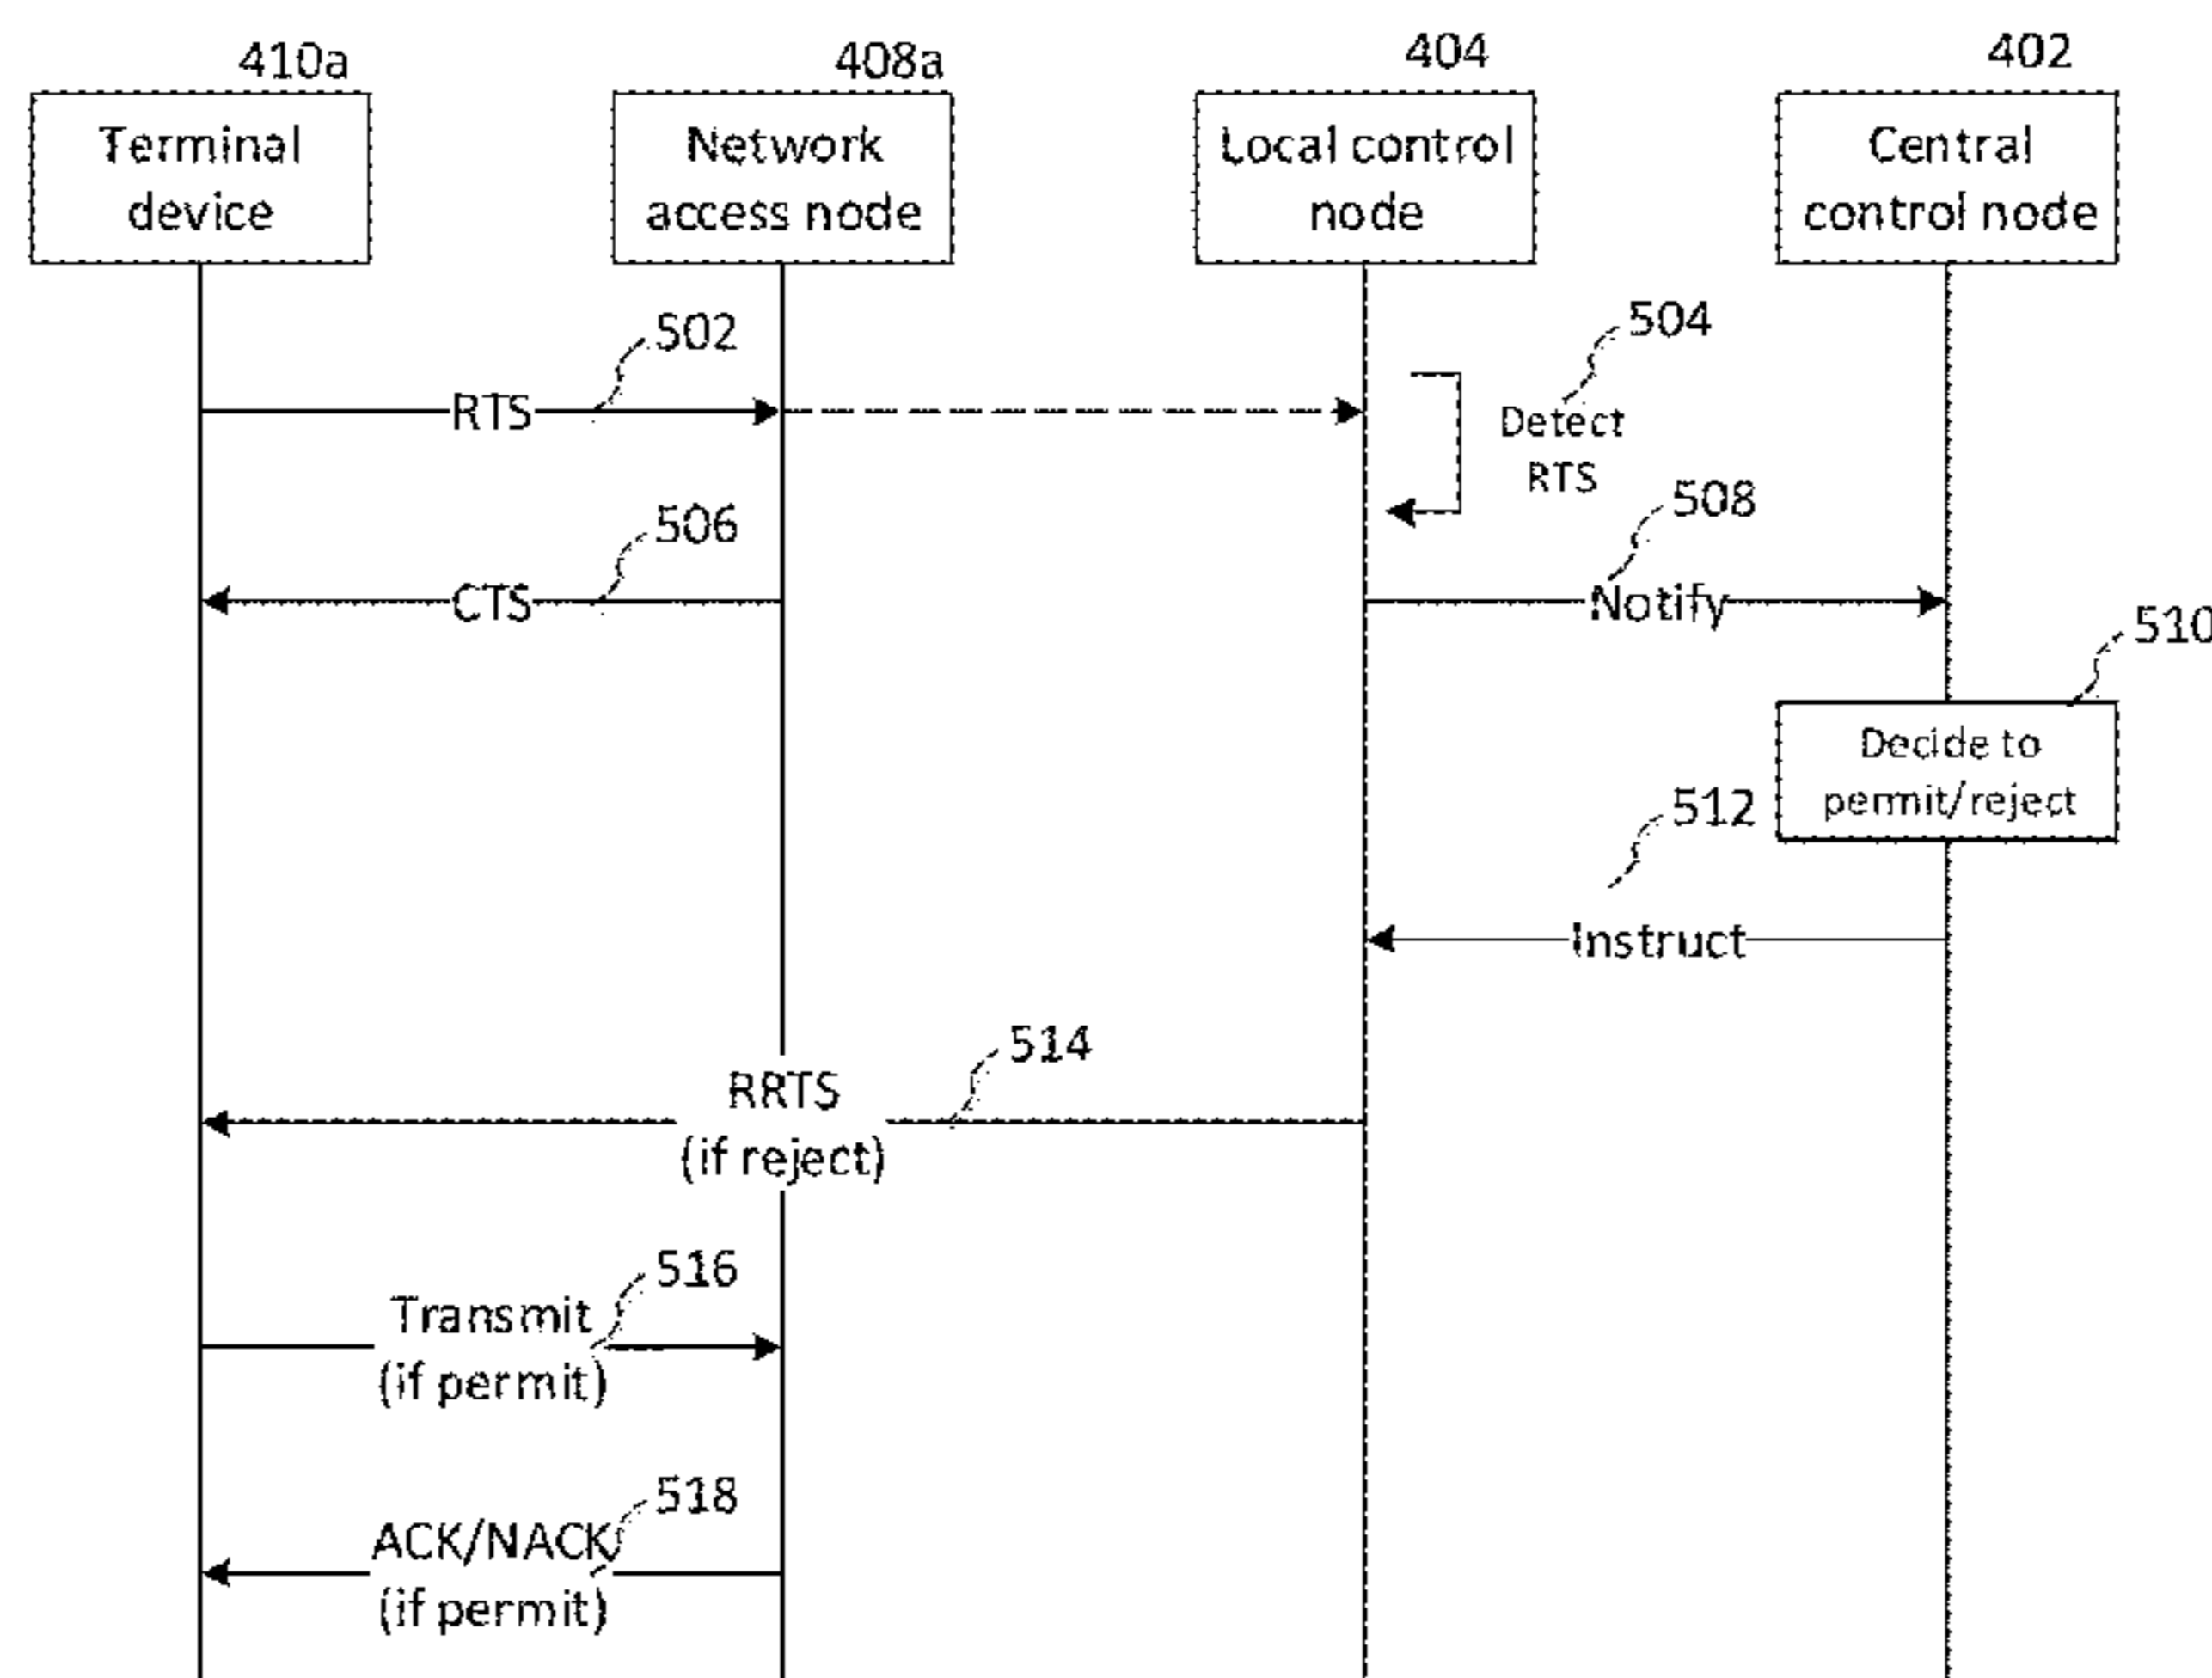 410a
408a
404
402
Terminal
device
Network
access node
Local control
node
Central
control node
502
504
RTS
Detect
RTS
506
508
CTS
Notify
510
Decide to
permit/reject
512
Instruct
514
RRTS
(if reject)
516
Transmit
(if permit)
518
ACK/NACK
(if permit)